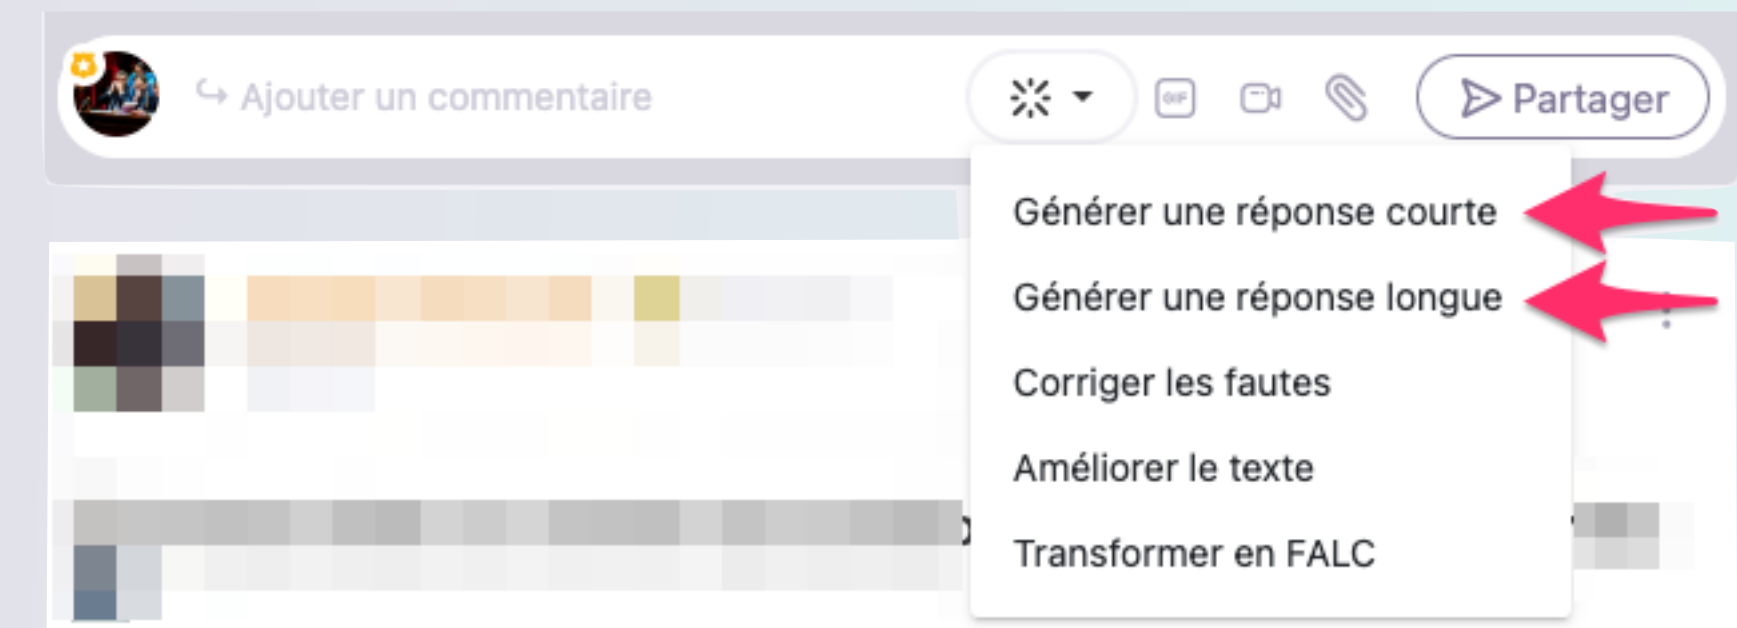 Ajouter un commentaire
GIF
Partager
Générer une réponse courte
Générer une réponse longue
Corriger les fautes
Améliorer le texte
Transformer en FALC